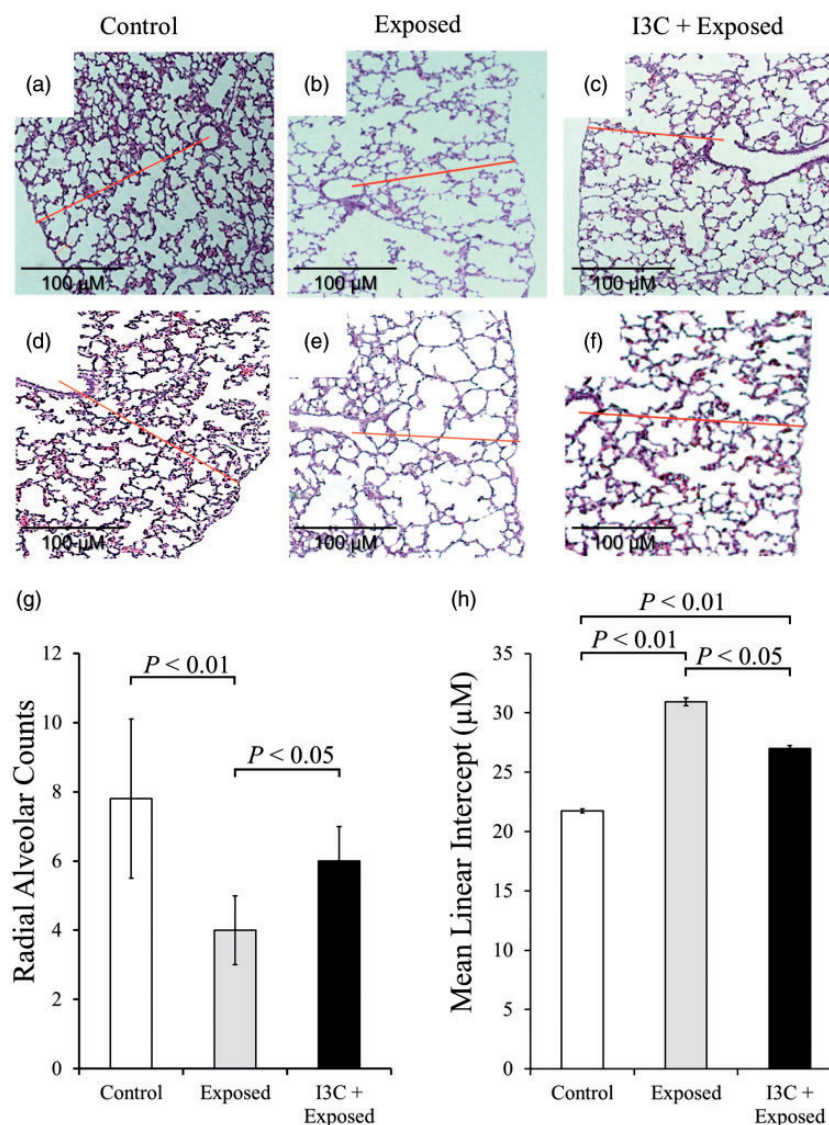 Control Exposed I3C + Exposed
(a) (b) (c)
100 µM 100 µM 100 µM
(d) (e) (f)
100 µM 100 µM 100 µM
(g)
P < 0.01
P < 0.05
Radial Alveolar Counts
12
10
8
6
4
2
0
Control Exposed I3C +
Exposed
(h)
P < 0.01
P < 0.01
P < 0.05
Mean Linear Intercept (µM)
35
30
25
20
15
10
5
0
Control Exposed I3C +
Exposed